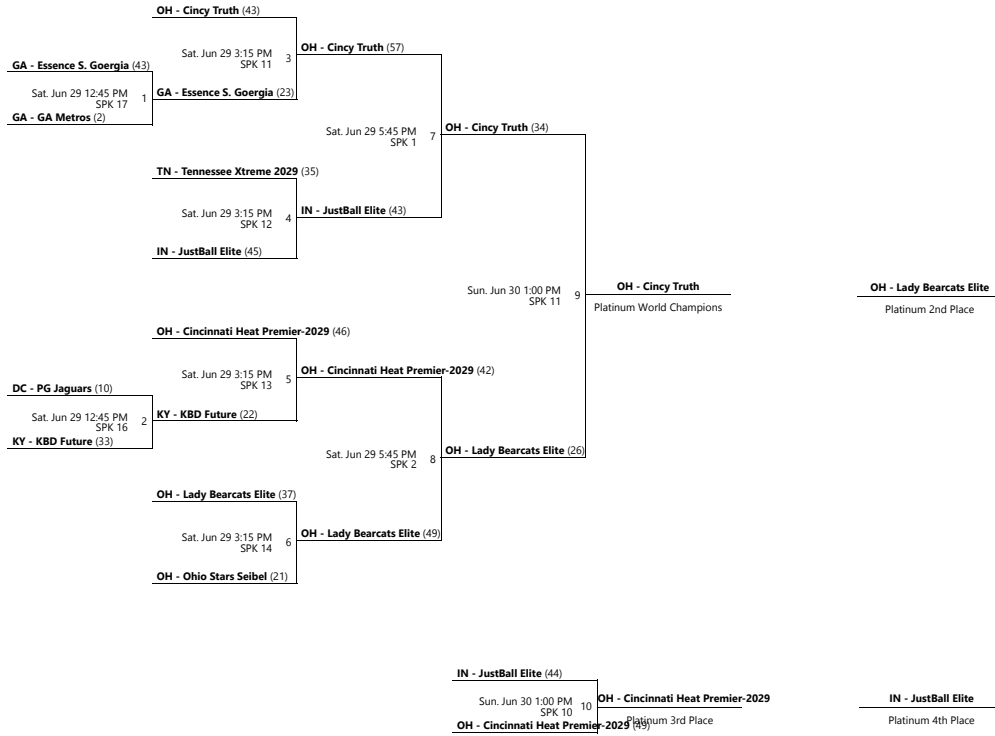 OH - Cincy Truth (43)
Sat. Jun 29 3:15 PM
SPK 11
3
OH - Cincy Truth (57)
GA - Essence S. Goergia (43)
Sat. Jun 29 12:45 PM
SPK 17
1
GA - Essence S. Goergia (23)
GA - GA Metros (2)
Sat. Jun 29 5:45 PM
SPK 1
7
OH - Cincy Truth (34)
TN - Tennessee Xtreme 2029 (35)
Sat. Jun 29 3:15 PM
SPK 12
4
IN - JustBall Elite (43)
IN - JustBall Elite (45)
Sun. Jun 30 1:00 PM
SPK 11
9
OH - Cincy Truth
Platinum World Champions
OH - Lady Bearcats Elite
Platinum 2nd Place
OH - Cincinnati Heat Premier-2029 (46)
Sat. Jun 29 3:15 PM
SPK 13
5
OH - Cincinnati Heat Premier-2029 (42)
DC - PG Jaguars (10)
Sat. Jun 29 12:45 PM
SPK 16
2
KY - KBD Future (22)
KY - KBD Future (33)
Sat. Jun 29 5:45 PM
SPK 2
8
OH - Lady Bearcats Elite (26)
OH - Lady Bearcats Elite (37)
Sat. Jun 29 3:15 PM
SPK 14
6
OH - Lady Bearcats Elite (49)
OH - Ohio Stars Seibel (21)
IN - JustBall Elite (44)
Sun. Jun 30 1:00 PM
SPK 10
10
OH - Cincinnati Heat Premier-2029
Platinum 3rd Place
OH - Cincinnati Heat Premier-2029 (49)
IN - JustBall Elite
Platinum 4th Place